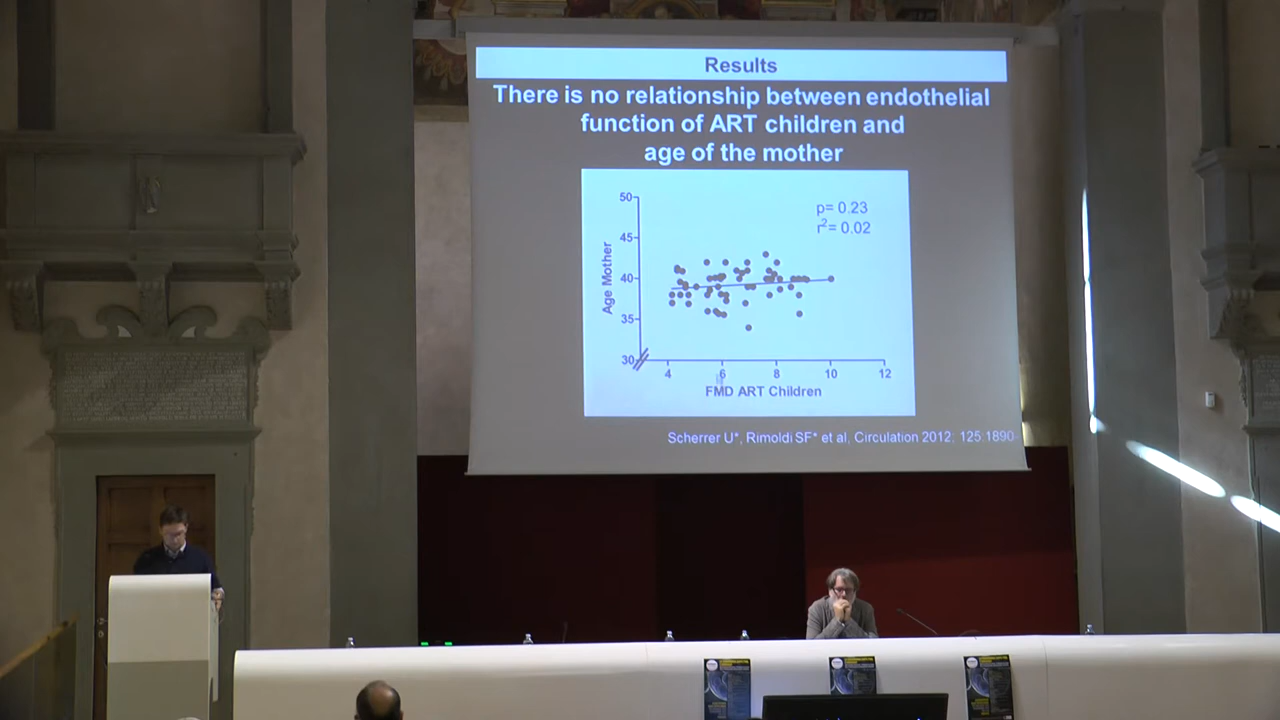 Results
There is no relationship between endothelial
function of ART children and
age of the mother
p= 0.23
r2= 0.02
50
45
40
35
30
Age Mother
4 6 8 10 12
FMD ART Children
Scherrer U*, Rimoldi SF* et al, Circulation 2012; 125:1890-